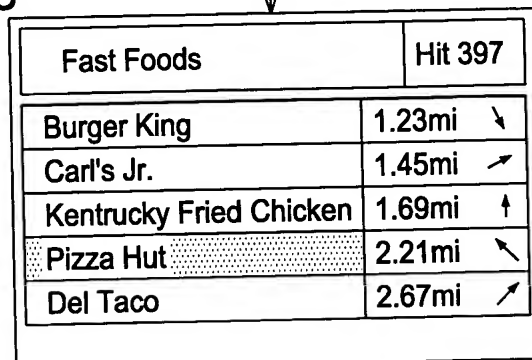 Fast Foods Hit 397
Burger King 1.23mi
Carl's Jr. 1.45mi
Kentrucky Fried Chicken 1.69mi
Pizza Hut 2.21mi
Del Taco 2.67mi